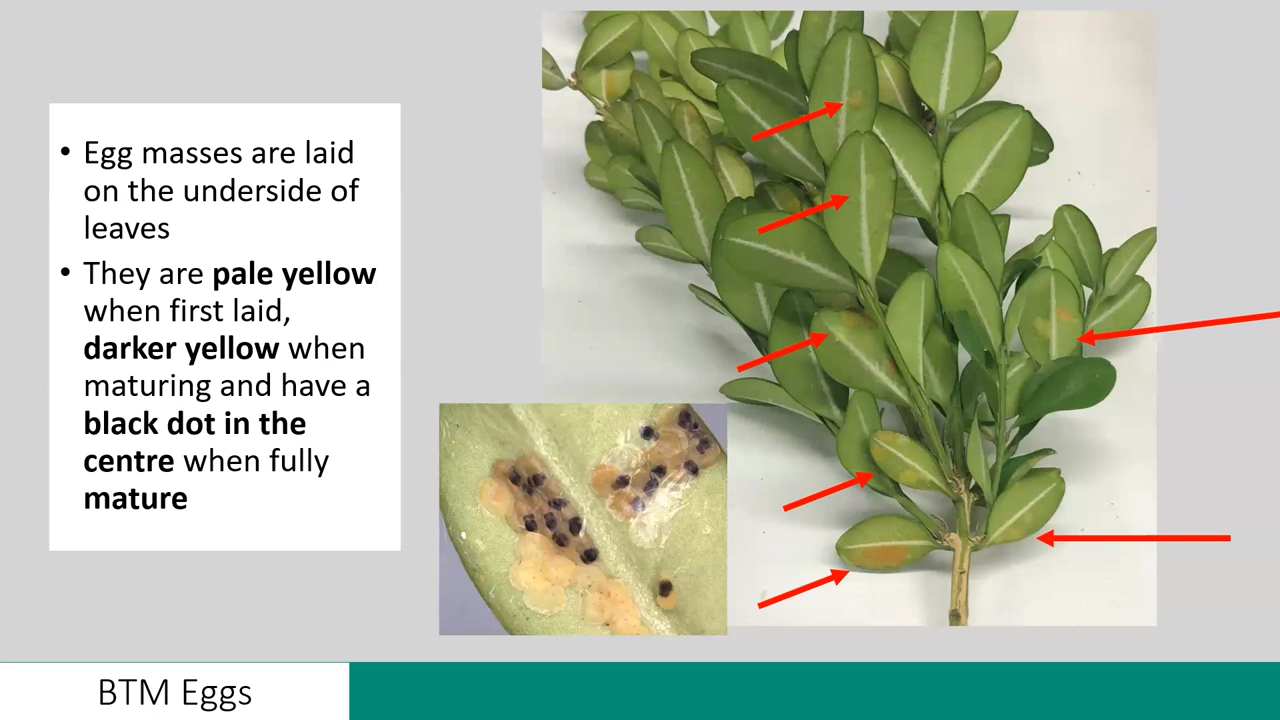 • Egg masses are laid
on the underside of
leaves
• They are pale yellow
when first laid,
darker yellow when
maturing and have a
black dot in the
centre when fully
mature
BTM Eggs